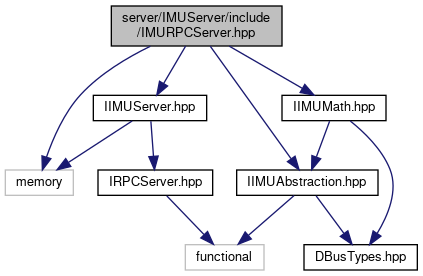 server/IMUServer/include
/IMURPCServer.hpp
IIMUServer.hpp
IIMUMath.hpp
memory
IRPCServer.hpp
IIMUAbstraction.hpp
functional
DBusTypes.hpp